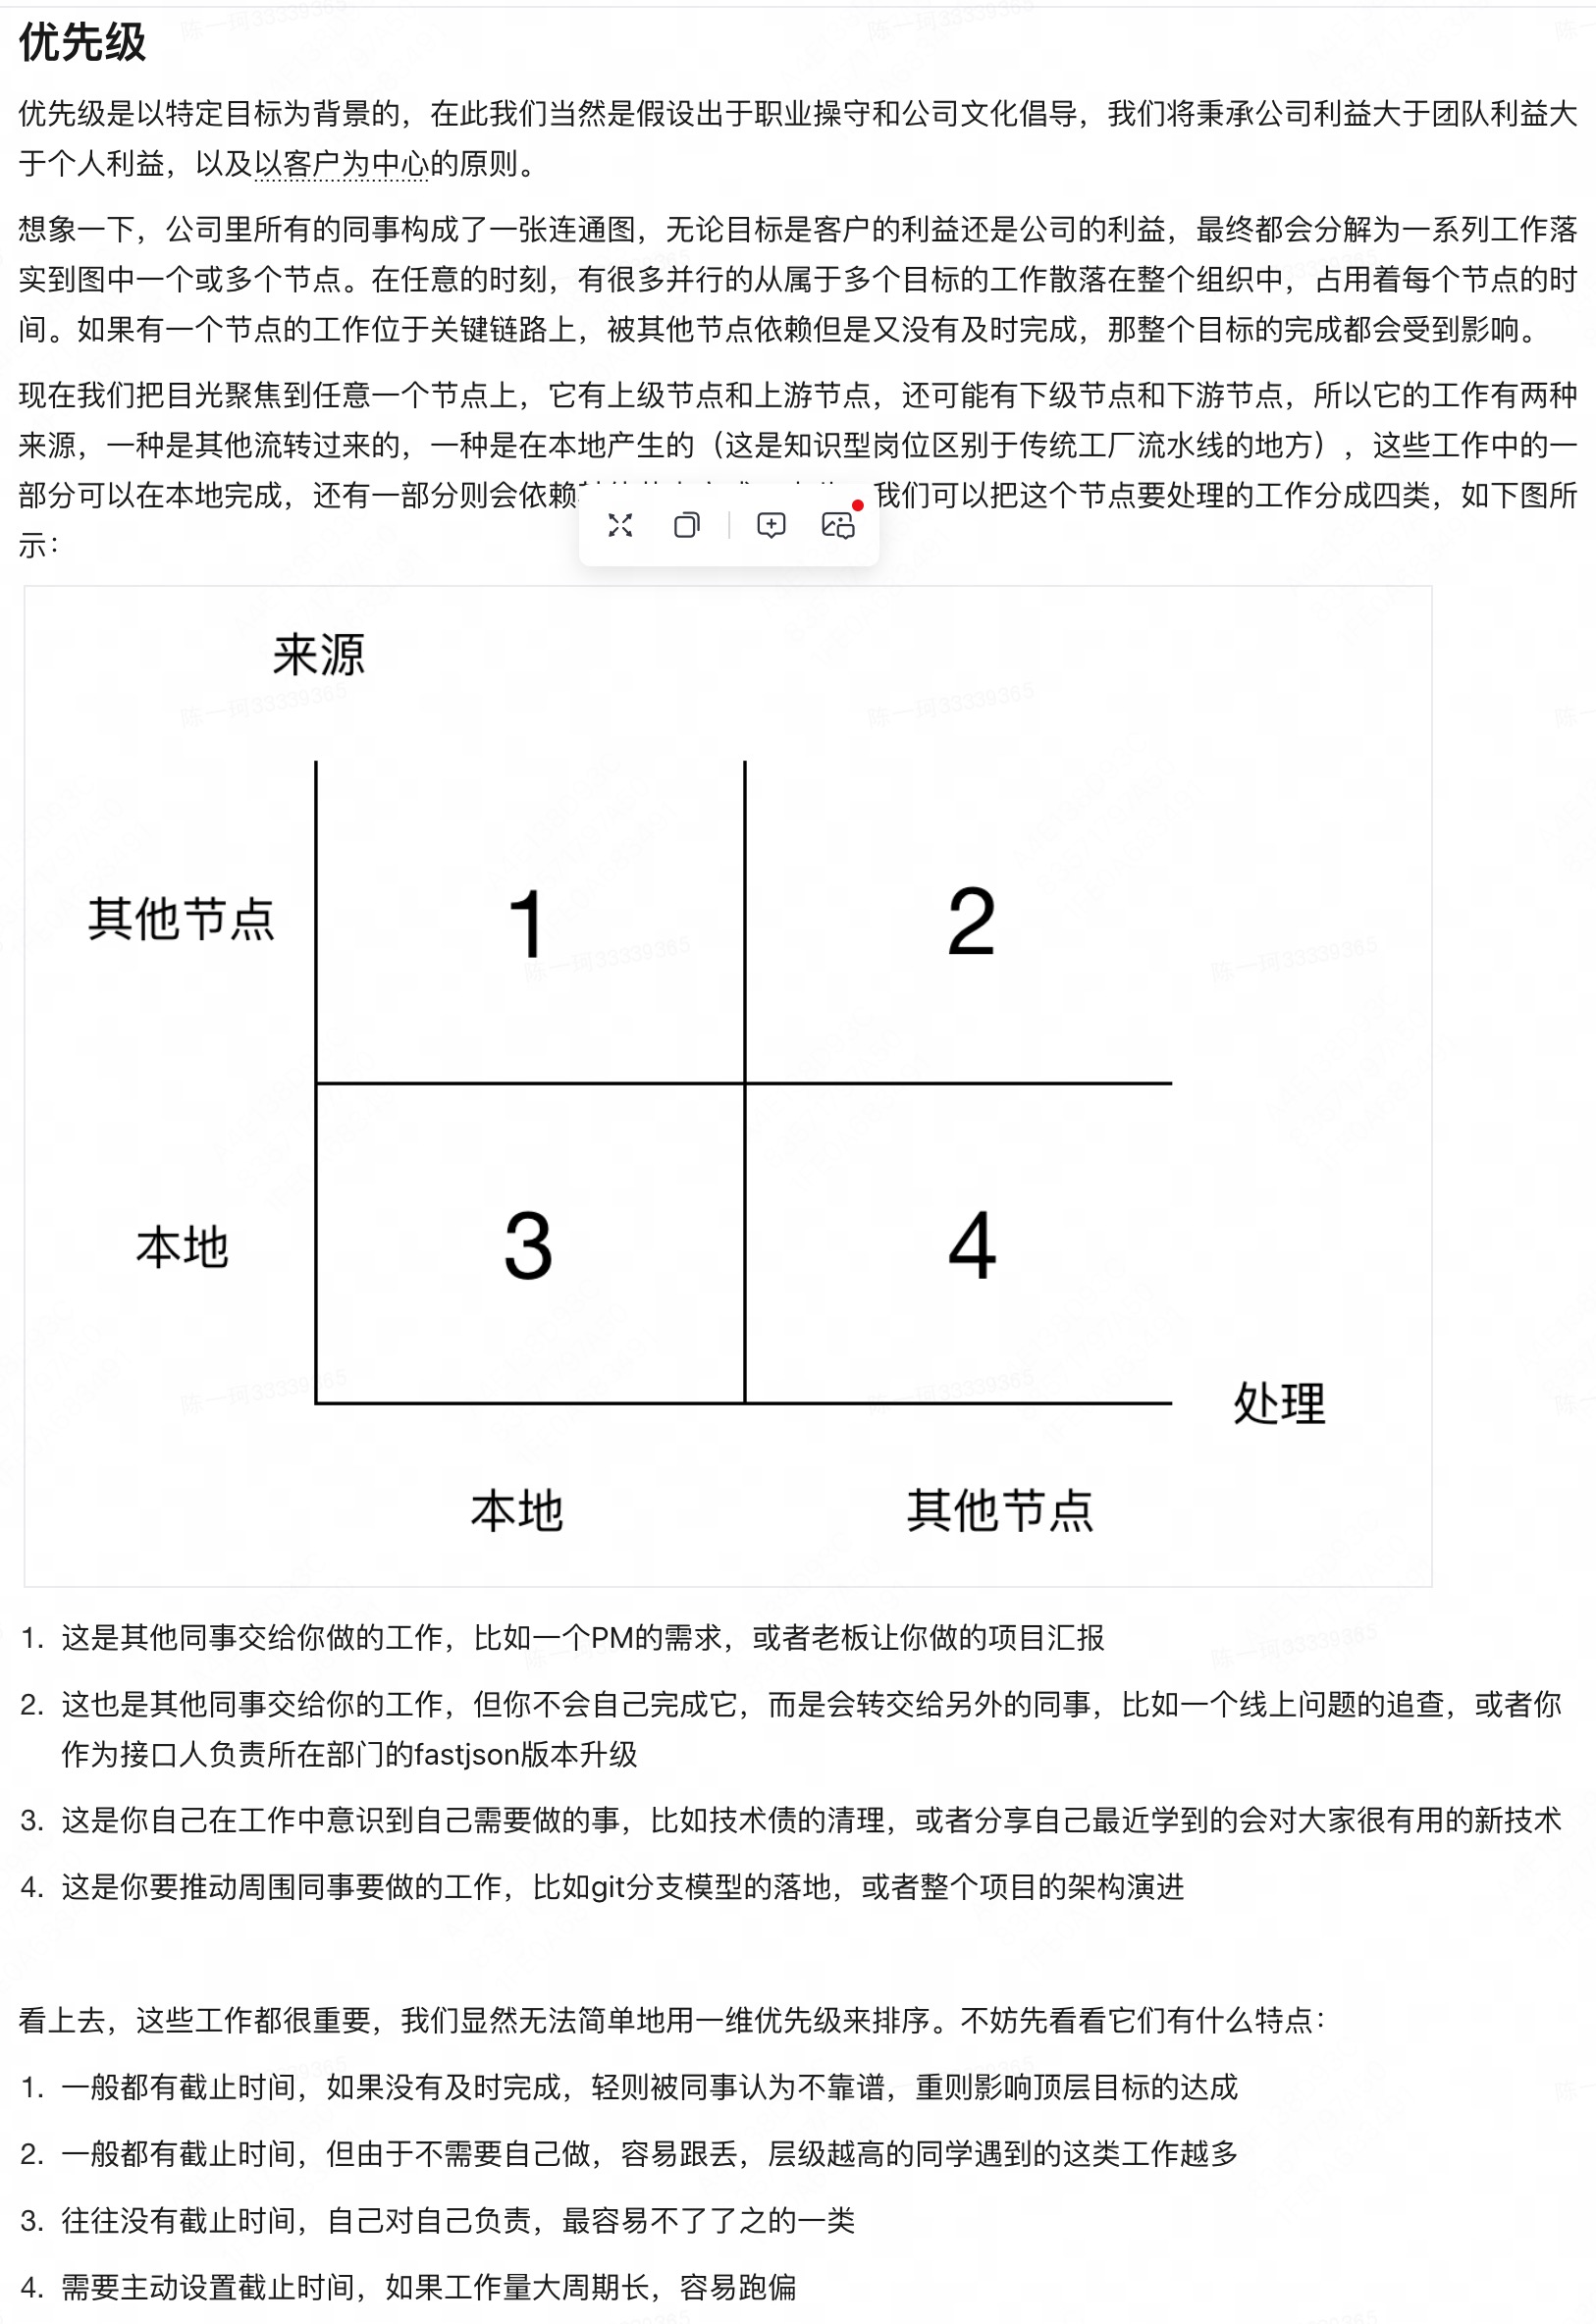 优先级
优先级是以特定目标为背景的，在此我们当然是假设出于职业操守和公司文化倡导，我们将秉承公司利益大于团队利益大
于个人利益，以及以客户为中心的原则。
想象一下，公司里所有的同事构成了一张连通图，无论目标是客户的利益还是公司的利益，最终都会分解为一系列工作落
实到图中一个或多个节点。在任意的时刻，有很多并行的从属于多个目标的工作散落在整个组织中，占用着每个节点的时
间。如果有一个节点的工作位于关键链路上，被其他节点依赖但是又没有及时完成，那整个目标的完成都会受到影响。
现在我们把目光聚焦到任意一个节点上，它有上级节点和上游节点，还可能有下级节点和下游节点，所以它的工作有两种
来源，一种是其他流转过来的，一种是在本地产生的（这是知识型岗位区别于传统工厂流水线的地方），这些工作中的一
部分可以在本地完成，还有一部分则会依赖 我们可以把这个节点要处理的工作分成四类，如下图所
示：
来源
其他节点 1 2
本地 3 4
处理
本地 其他节点
1. 这是其他同事交给你做的工作，比如一个PM的需求，或者老板让你做的项目汇报
2. 这也是其他同事交给你的工作，但你不会自己完成它，而是会转交给另外的同事，比如一个线上问题的追查，或者你
作为接口人负责所在部门的fastjson版本升级
3. 这是你自己在工作中意识到自己需要做的事，比如技术债的清理，或者分享自己最近学到的会对大家很有用的新技术
4. 这是你要推动周围同事要做的工作，比如git分支模型的落地，或者整个项目的架构演进
看上去，这些工作都很重要，我们显然无法简单地用一维优先级来排序。不妨先看看它们有什么特点：
1. 一般都有截止时间，如果没有及时完成，轻则被同事认为不靠谱，重则影响顶层目标的达成
2. 一般都有截止时间，但由于不需要自己做，容易跟丢，层级越高的同学遇到的这类工作越多
3. 往往没有截止时间，自己对自己负责，最容易不了了之的一类
4. 需要主动设置截止时间，如果工作量大周期长，容易跑偏
陈一珂33339365